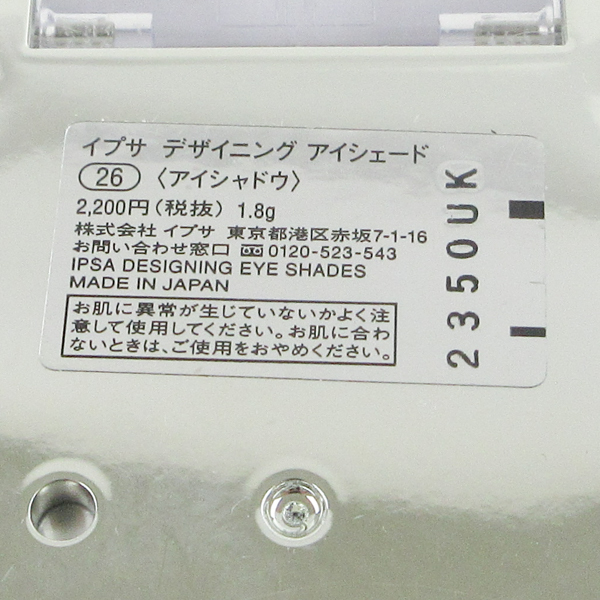 イプサ デザイニング アイシェード
26 〈アイシャドウ〉
2,200円(税抜) 1.8g
株式会社 イプサ 東京都港区赤坂7-1-16
お問い合わせ窓口 0120-523-543
IPSA DESIGNING EYE SHADES
MADE IN JAPAN
お肌に異常が生じていないかよく注
意して使用してください。お肌に合わ
ないときは、ご使用をおやめください。
2350UK